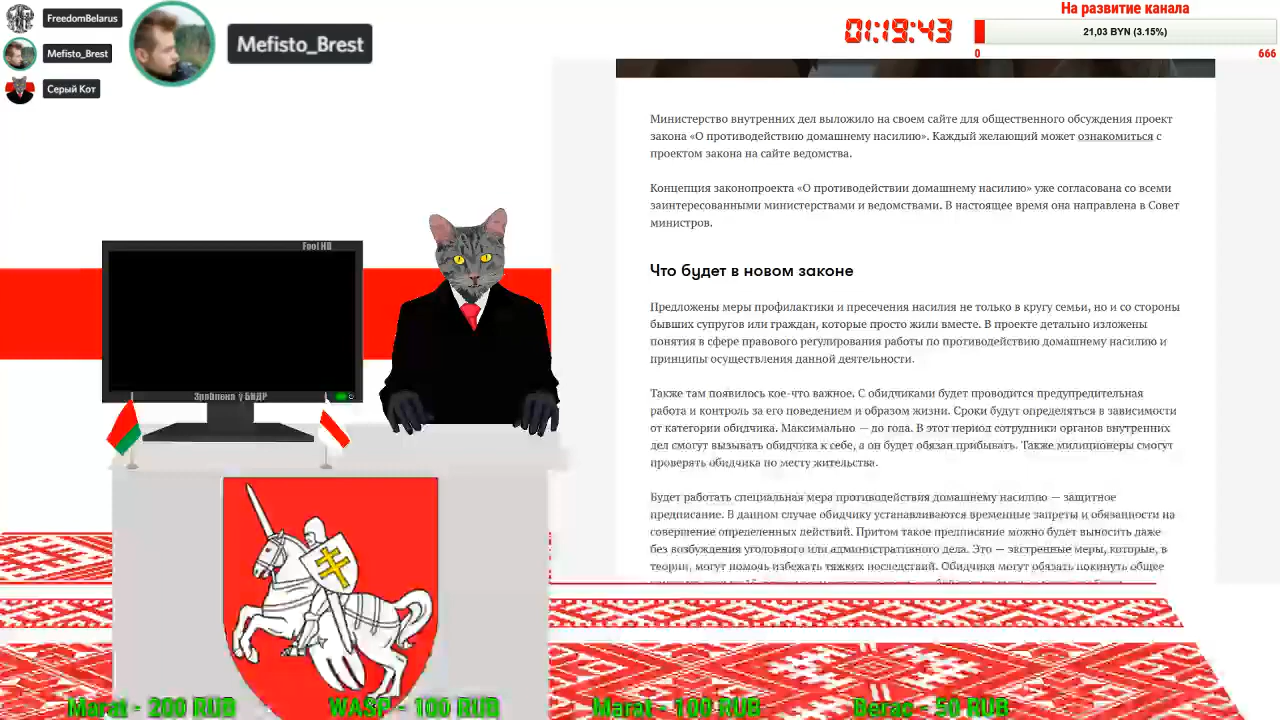 FreedomBelarus
Mefisto_Brest
Серый Кот
Mefisto_Brest
01:19:43
На развитие канала
21,03 BYN (3.15%)
0
666
Министерство внутренних дел выложило на своем сайте для общественного обсуждения проект
закона «О противодействию домашнему насилию». Каждый желающий может ознакомиться с
проектом закона на сайте ведомства.
Концепция законопроекта «О противодействии домашнему насилию» уже согласована со всеми
заинтересованными министерствами и ведомствами. В настоящее время она направлена в Совет
министров.
Что будет в новом законе
Предложены меры профилактики и пресечения насилия не только в кругу семьи, но и со стороны
бывших супругов или граждан, которые просто жили вместе. В проекте детально изложены
понятия в сфере правового регулирования работы по противодействию домашнему насилию и
принципы осуществления данной деятельности.
Также там появилось кое-что важное. С обидчиками будет проводится предупредительная
работа и контроль за его поведением и образом жизни. Сроки будут определяться в зависимости
от категории обидчика. Максимально — до года. В этот период сотрудники органов внутренних
дел смогут вызывать обидчика к себе, а он будет обязан прибывать. Также милиционеры смогут
проверять обидчика по месту жительства.
Будет работать специальная мера противодействия домашнему насилию — защитное
предписание. В данном случае обидчику устанавливаются временные запреты и обязанности на
совершение определенных действий. Притом такое предписание можно будет выносить даже
без возбуждения уголовного или административного дела. Это — экстренные меры, которые, в
теории, могут помочь избежать тяжких последствий. Обидчика могут обязать покинуть общее
Fool HD
Зроблена ў БНДР
Marat - 200 RUB
WASP - 100 RUB
Marat - 100 RUB
Berac - 50 RUB